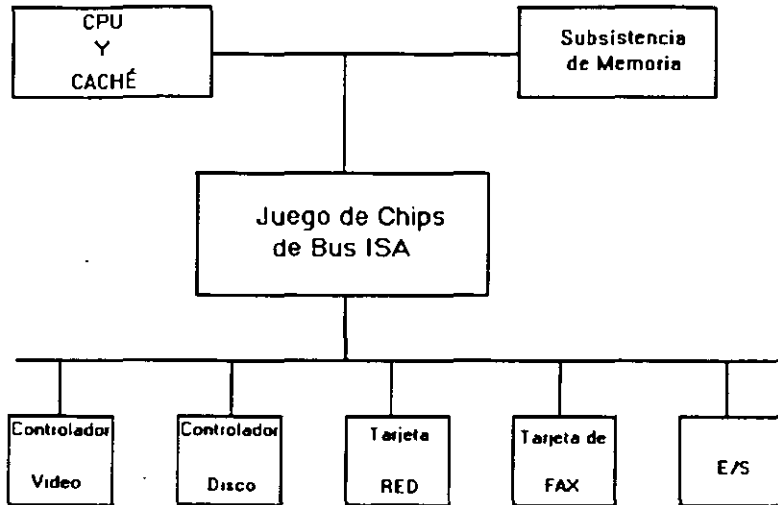 CPU
Y
CACHÉ
Subsistencia
de Memoria
Juego de Chips
de Bus ISA
Controlador
Video
Controlador
Disco
Tarjeta
RED
Tarjeta de
FAX
E/S